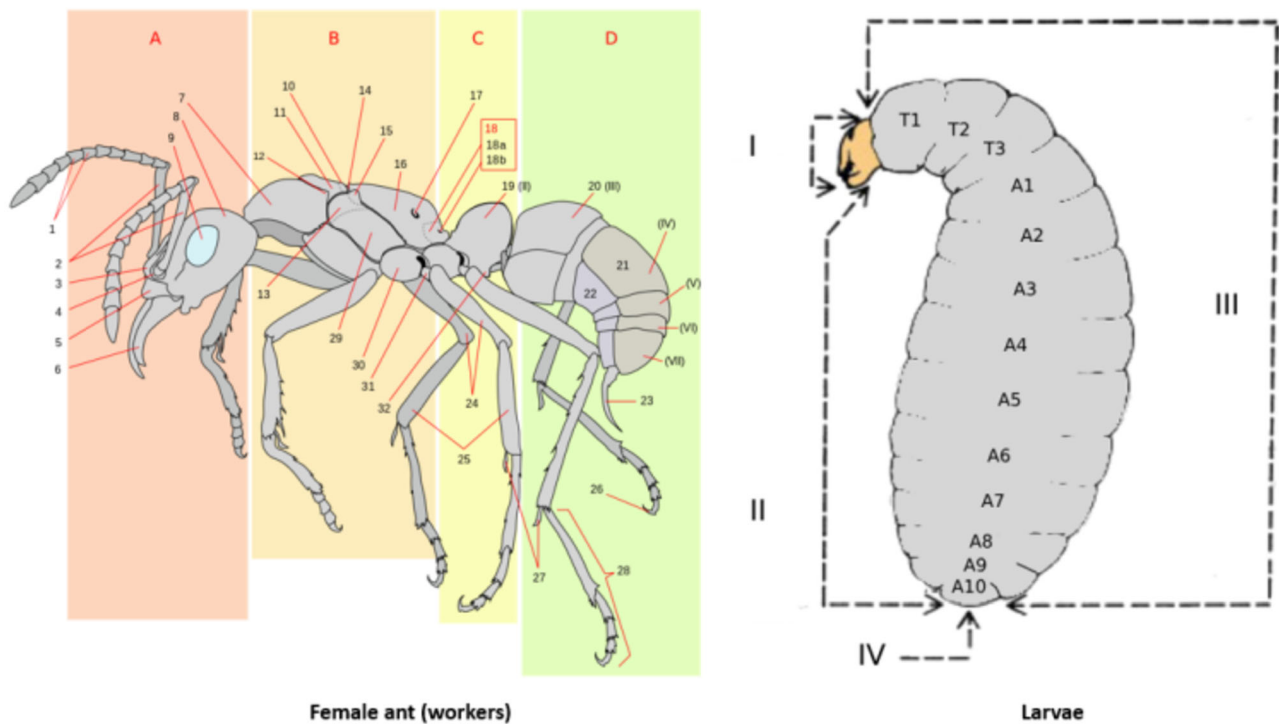 A
B
C
D
7
8
9
10
11
12
14
15
16
17
18
18a
18b
19 (II)
20 (III)
(IV)
21
22
(V)
(VI)
(VII)
1
2
3
4
5
6
13
29
30
31
32
24
25
23
26
27
28
I
II
III
IV
T1
T2
T3
A1
A2
A3
A4
A5
A6
A7
A8
A9
A10
Female ant (workers)
Larvae